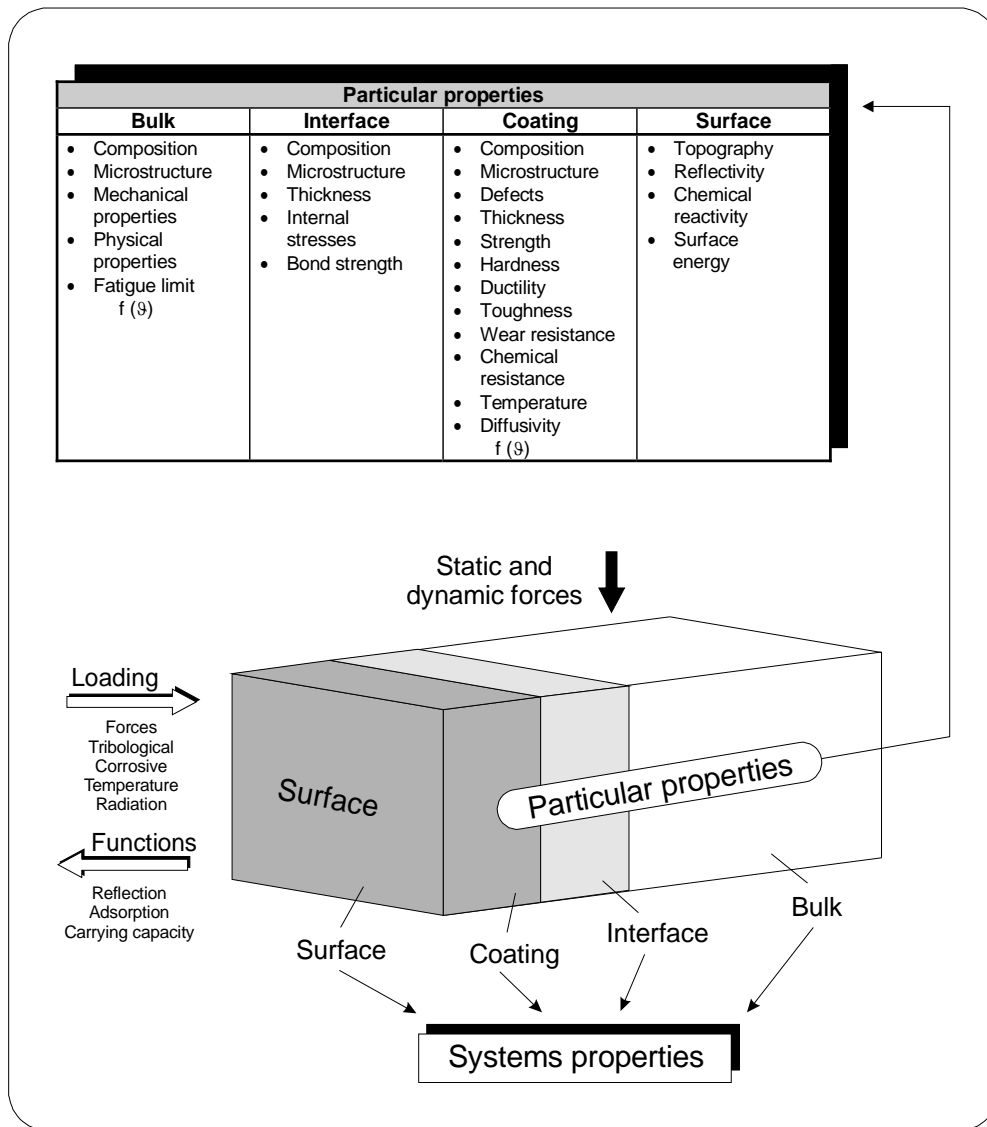 Particular properties
Bulk
Interface
Coating
Surface
• Composition
• Microstructure
• Mechanical
properties
• Physical
properties
• Fatigue limit
f (ϑ)
• Composition
• Microstructure
• Thickness
• Internal
stresses
• Bond strength
• Composition
• Microstructure
• Defects
• Thickness
• Strength
• Hardness
• Ductility
• Toughness
• Wear resistance
• Chemical
resistance
• Temperature
• Diffusivity
f (ϑ)
• Topography
• Reflectivity
• Chemical
reactivity
• Surface
energy
Static and
dynamic forces
Loading
Forces
Tribological
Corrosive
Temperature
Radiation
Functions
Reflection
Adsorption
Carrying capacity
Surface
Particular properties
Surface
Coating
Interface
Bulk
Systems properties